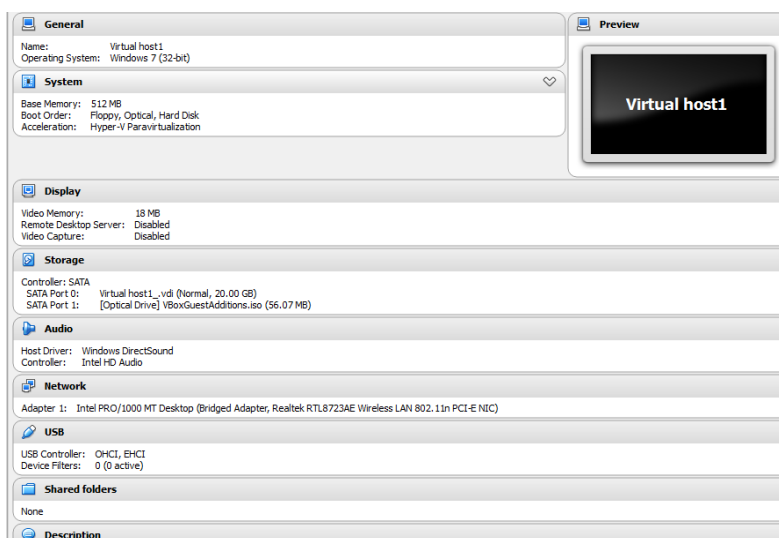 General
Name: Virtual host1
Operating System: Windows 7 (32-bit)
Preview
Virtual host1
System
Base Memory: 512 MB
Boot Order: Floppy, Optical, Hard Disk
Acceleration: Hyper-V Paravirtualization
Display
Video Memory: 18 MB
Remote Desktop Server: Disabled
Video Capture: Disabled
Storage
Controller: SATA
SATA Port 0: Virtual host1_.vdi (Normal, 20.00 GB)
SATA Port 1: [Optical Drive] VBoxGuestAdditions.iso (56.07 MB)
Audio
Host Driver: Windows DirectSound
Controller: Intel HD Audio
Network
Adapter 1: Intel PRO/1000 MT Desktop (Bridged Adapter, Realtek RTL8723AE Wireless LAN 802.11n PCI-E NIC)
USB
USB Controller: OHCI, EHCI
Device Filters: 0 (0 active)
Shared folders
None
Description